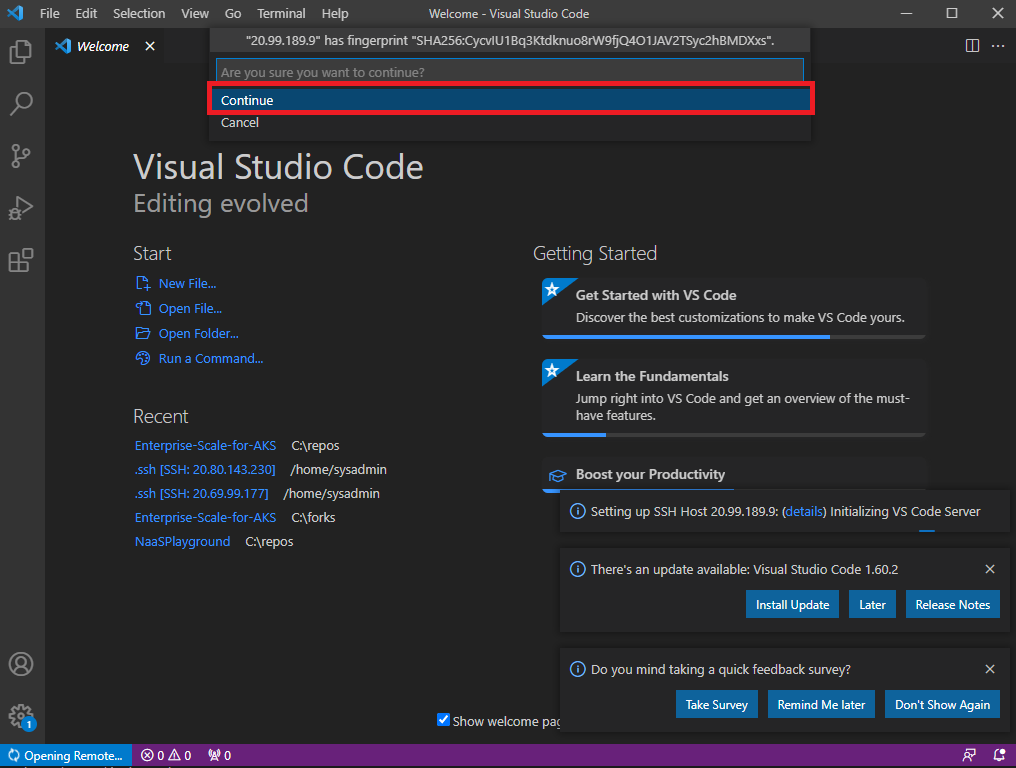 File Edit Selection View Go Terminal Help Welcome - Visual Studio Code
Welcome
"20.99.189.9" has fingerprint "SHA256:CycvIU1Bq3Ktdknuo8rW9fjQ4O1JAV2TSyc2hBMDXxs".
Are you sure you want to continue?
Continue
Cancel
Visual Studio Code
Editing evolved
Start
New File...
Open File...
Open Folder...
Run a Command...
Recent
Enterprise-Scale-for-AKS C:\repos
.ssh [SSH: 20.80.143.230] /home/sysadmin
.ssh [SSH: 20.69.99.177] /home/sysadmin
Enterprise-Scale-for-AKS C:\forks
NaaSPlayground C:\repos
Getting Started
Get Started with VS Code
Discover the best customizations to make VS Code yours.
Learn the Fundamentals
Jump right into VS Code and get an overview of the must-
have features.
Boost your Productivity
Setting up SSH Host 20.99.189.9: (details) Initializing VS Code Server
There's an update available: Visual Studio Code 1.60.2
Install Update Later Release Notes
Do you mind taking a quick feedback survey?
Take Survey Remind Me later Don't Show Again
Show welcome pag
1
Opening Remote... 0 0 0